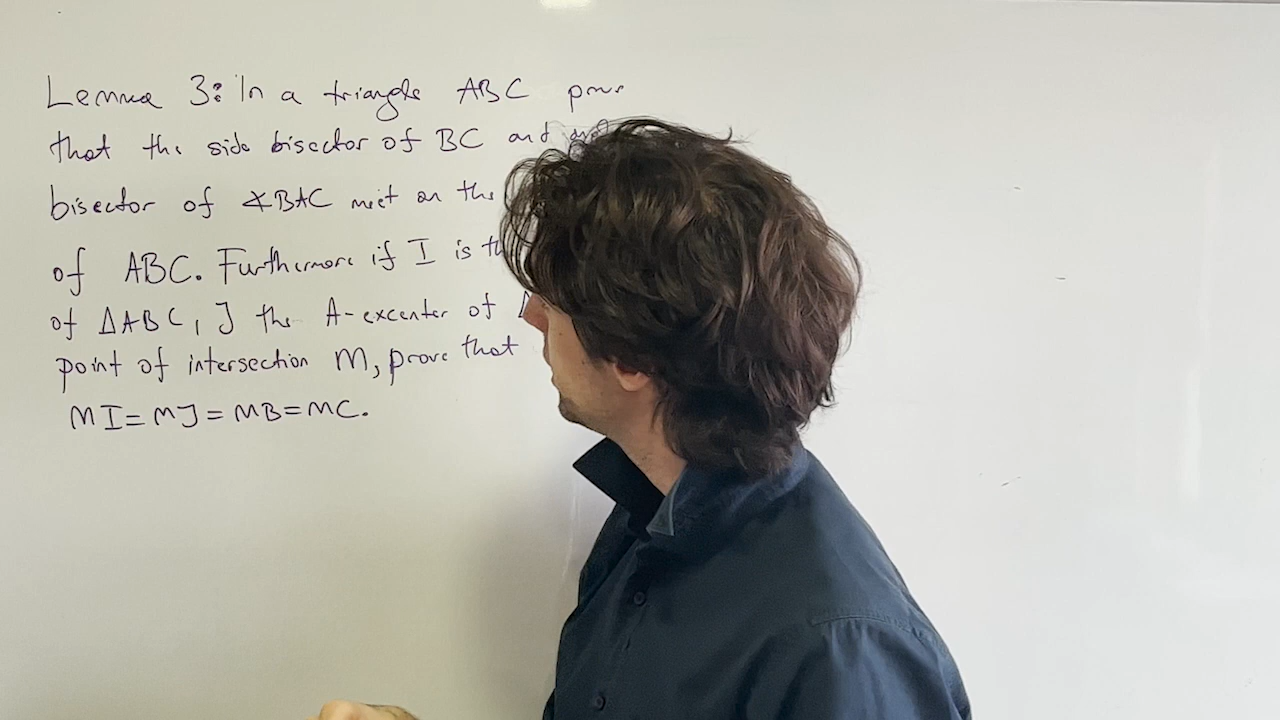 Lemma 3: In a triangle ABC prove
that the side bisector of BC and
bisector of ∢BAC meet on the
of ABC. Furthermore if I is
of ΔABC, J the A-excenter of
point of intersection M, prove that
MI=MJ=MB=MC.